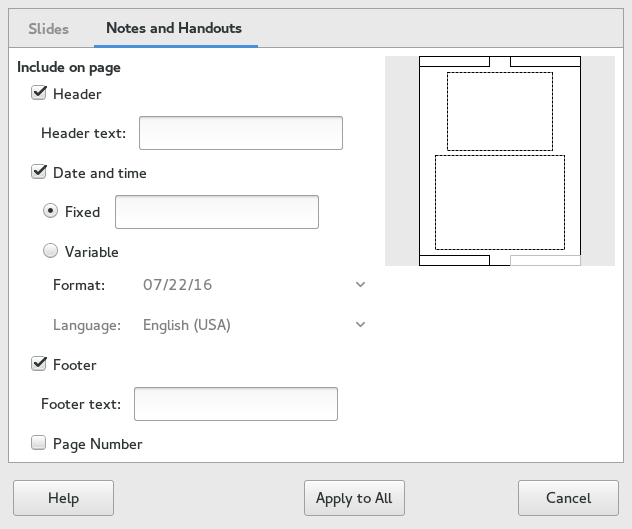 Slides Notes and Handouts
Include on page
Header
Header text:
Date and time
Fixed
Variable
Format: 07/22/16
Language: English (USA)
Footer
Footer text:
Page Number
Help Apply to All Cancel